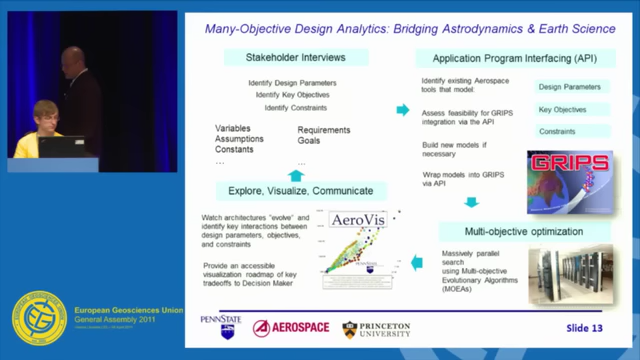 Many-Objective Design Analytics: Bridging Astrodynamics & Earth Science
Stakeholder Interviews
Identify Design Parameters
Identify Key Objectives
Identify Constraints
Variables
Assumptions
Constants
...
Requirements
Goals
...
Application Program Interfacing (API)
Identify existing Aerospace
tools that model:
Assess feasibility for GRIPS
integration via the API
Build new models if
necessary
Wrap models into GRIPS
via API
Design Parameters
Key Objectives
Constraints
GRIPS
Explore, Visualize, Communicate
Watch architectures "evolve" and
identify key interactions between
design parameters, objectives,
and constraints
Provide an accessible
visualization roadmap of key
tradeoffs to Decision Maker
AeroVis
Multi-objective optimization
Massively parallel
search
using Multi-objective
Evolutionary Algorithms
(MOEAs)
European Geosciences Union
General Assembly 2011
EGU
PENNSTATE
AEROSPACE
PRINCETON
UNIVERSITY
Slide 13